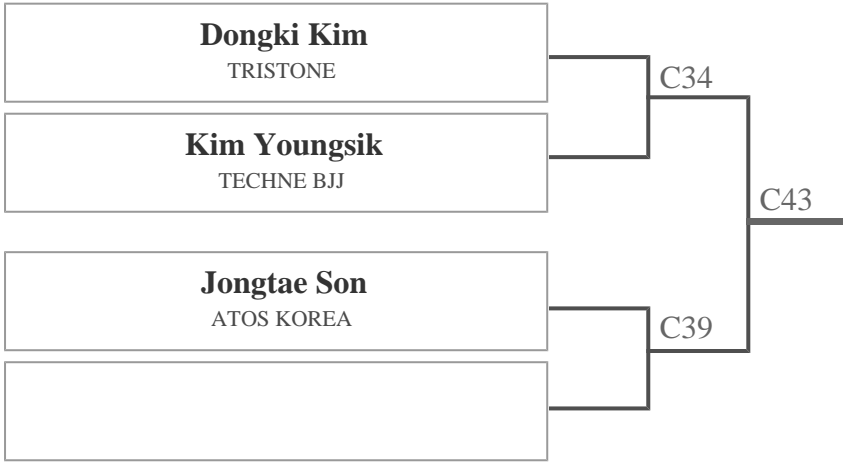 Dongki Kim
TRISTONE
C34
Kim Youngsik
TECHNE BJJ
C43
Jongtae Son
ATOS KOREA
C39